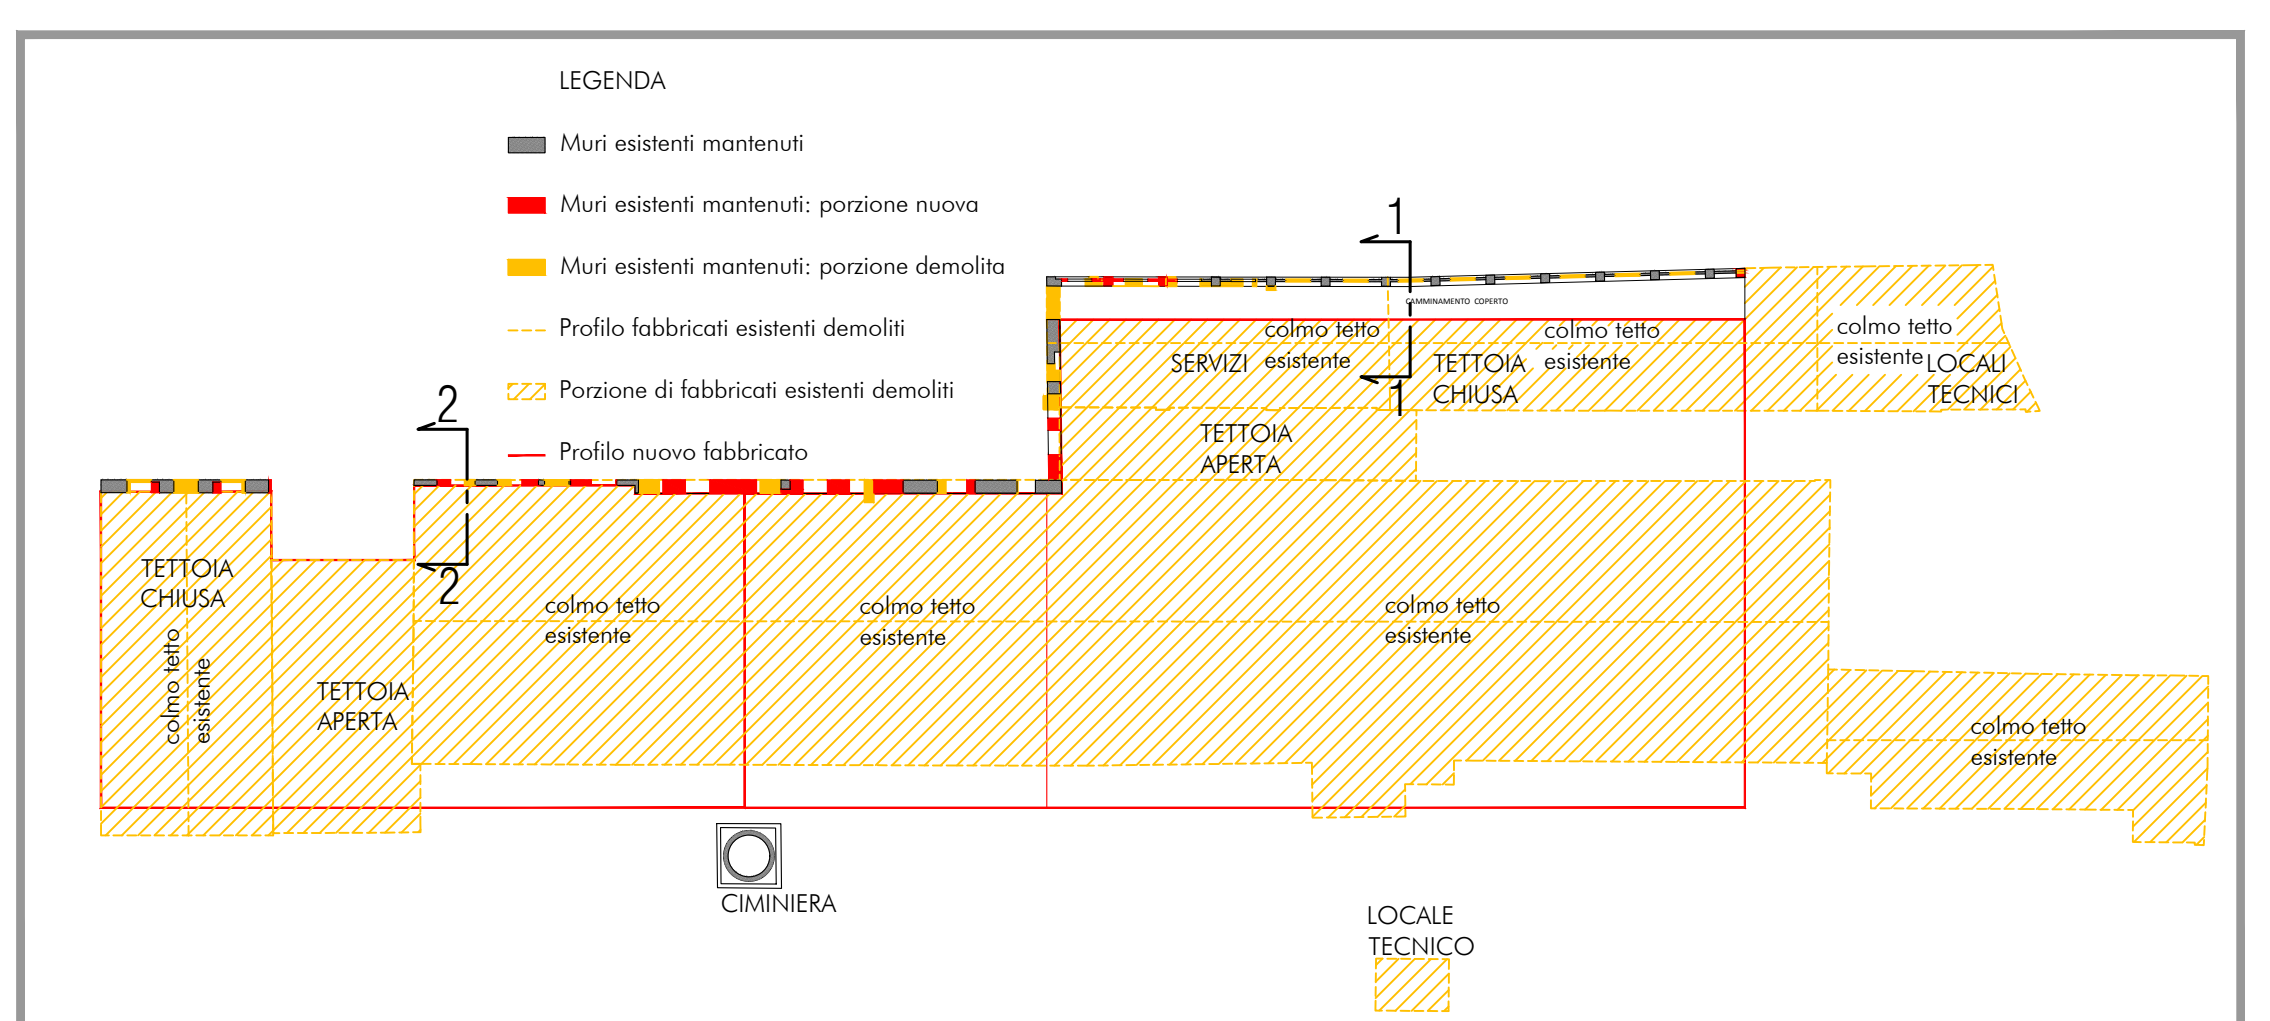 LEGENDA
Muri esistenti mantenuti
Muri esistenti mantenuti: porzione nuova
Muri esistenti mantenuti: porzione demolita
Profilo fabbricati esistenti demoliti
Porzione di fabbricati esistenti demoliti
Profilo nuovo fabbricato
1
CAMMINAMENTO COPERTO
colmo tetto
esistente
colmo tetto
esistente
colmo tetto
esistente
SERVIZI
TETTOIA
CHIUSA
LOCALI
TECNICI
1
2
TETTOIA
APERTA
2
TETTOIA
CHIUSA
colmo tetto
esistente
TETTOIA
APERTA
colmo tetto
esistente
colmo tetto
esistente
colmo tetto
esistente
colmo tetto
esistente
CIMINIERA
LOCALE
TECNICO